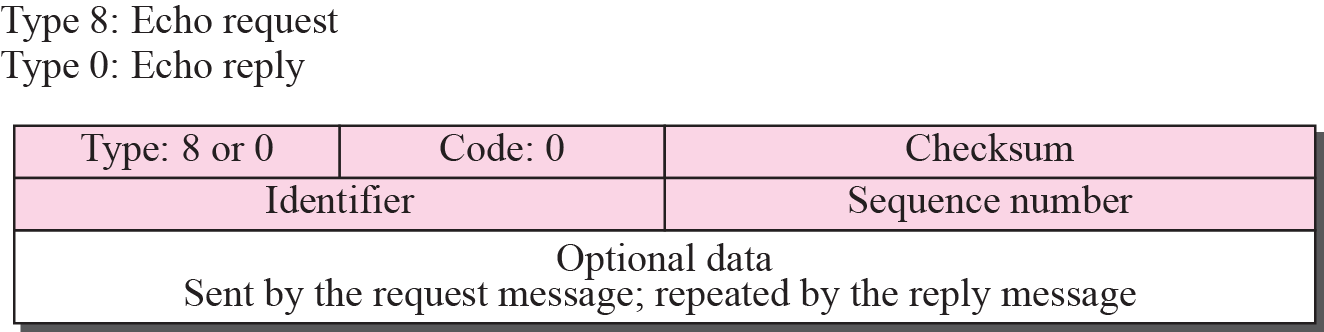 Type 8: Echo request
Type 0: Echo reply
Type: 8 or 0 Code: 0 Checksum
Identifier Sequence number
Optional data
Sent by the request message; repeated by the reply message